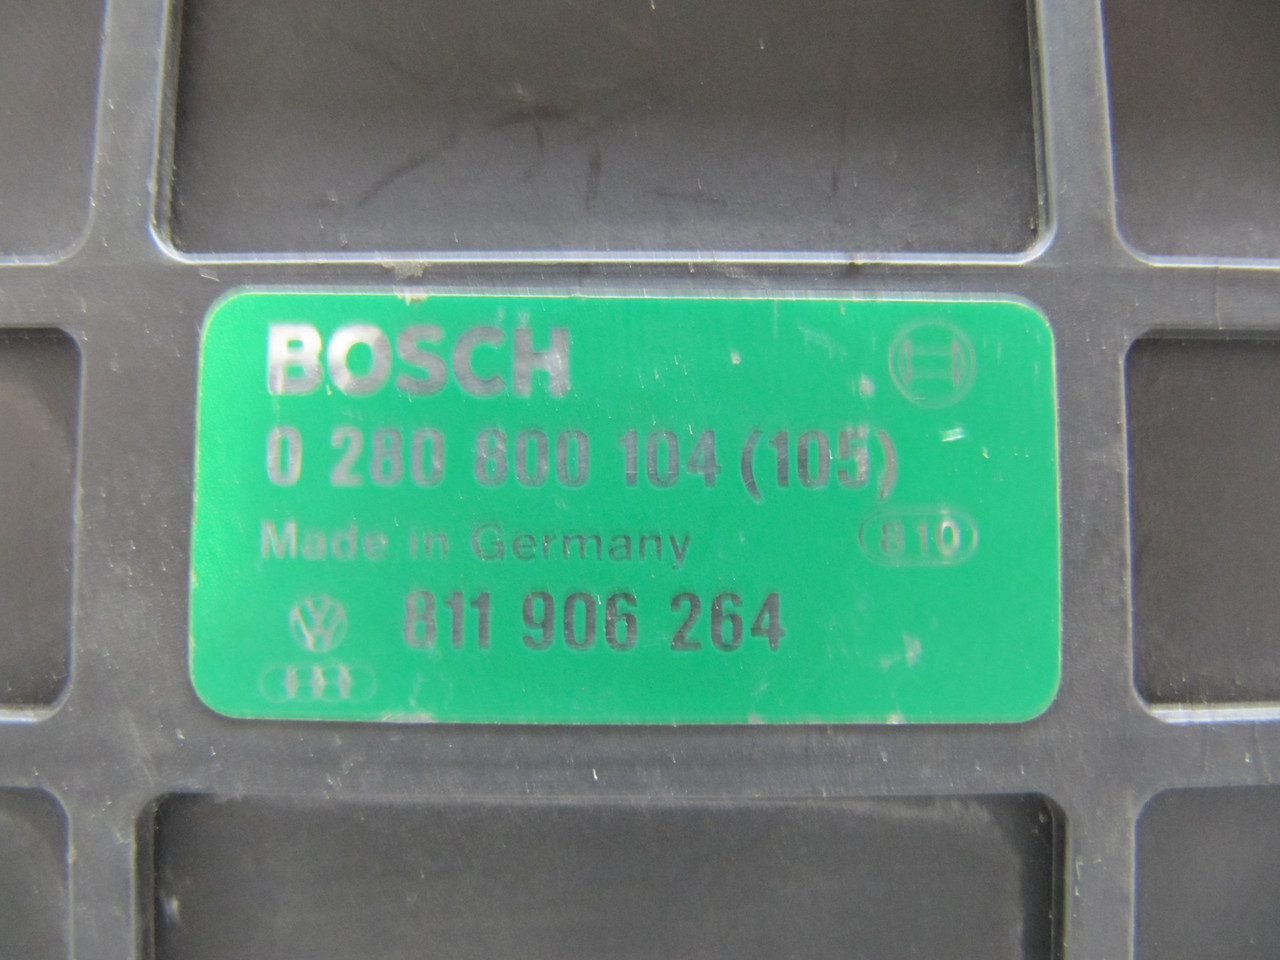 BOSCH
0 280 800 104 (105)
Made in Germany 810
811 906 264